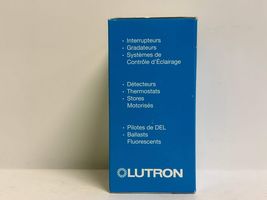 • Interrupteurs
• Gradateurs
• Systèmes de
Contrôle d'Éclairage
• Détecteurs
• Thermostats
• Stores
Motorisés
• Pilotes de DEL
• Ballasts
Fluorescents
LUTRON